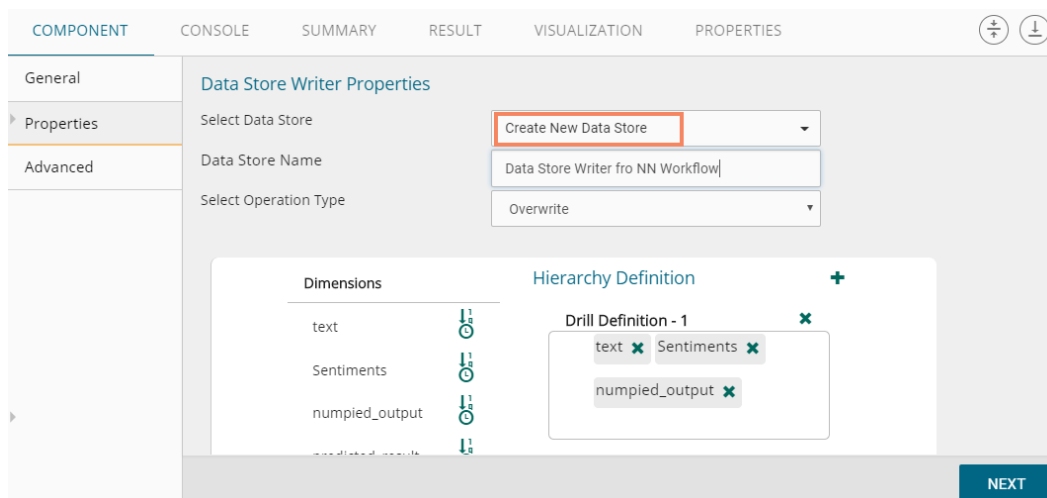 COMPONENT CONSOLE SUMMARY RESULT VISUALIZATION PROPERTIES
General
Properties
Advanced
Data Store Writer Properties
Select Data Store Create New Data Store
Data Store Name Data Store Writer fro NN Workflow
Select Operation Type Overwrite
Dimensions
text
Sentiments
numpied_output
predicted_result
Hierarchy Definition
Drill Definition - 1
text Sentiments
numpied_output
NEXT